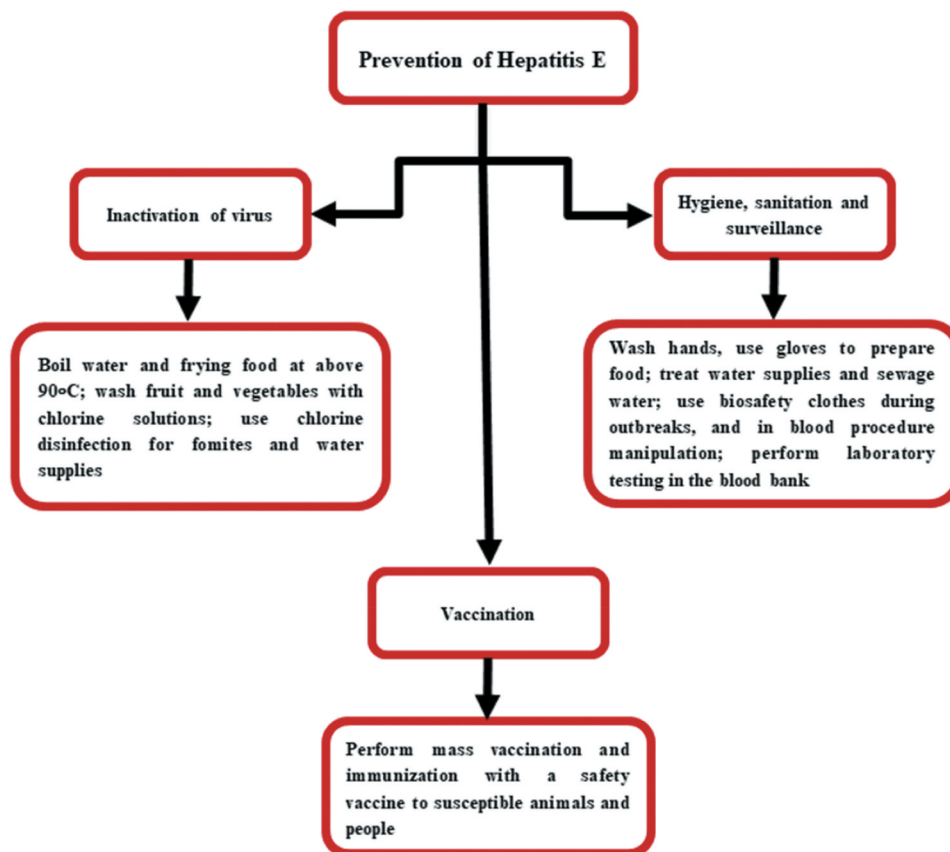 Prevention of Hepatitis E
Inactivation of virus
Hygiene, sanitation and
surveillance
Boil water and frying food at above
90oC; wash fruit and vegetables with
chlorine solutions; use chlorine
disinfection for fomites and water
supplies
Wash hands, use gloves to prepare
food; treat water supplies and sewage
water; use biosafety clothes during
outbreaks, and in blood procedure
manipulation; perform laboratory
testing in the blood bank
Vaccination
Perform mass vaccination and
immunization with a safety
vaccine to susceptible animals and
people